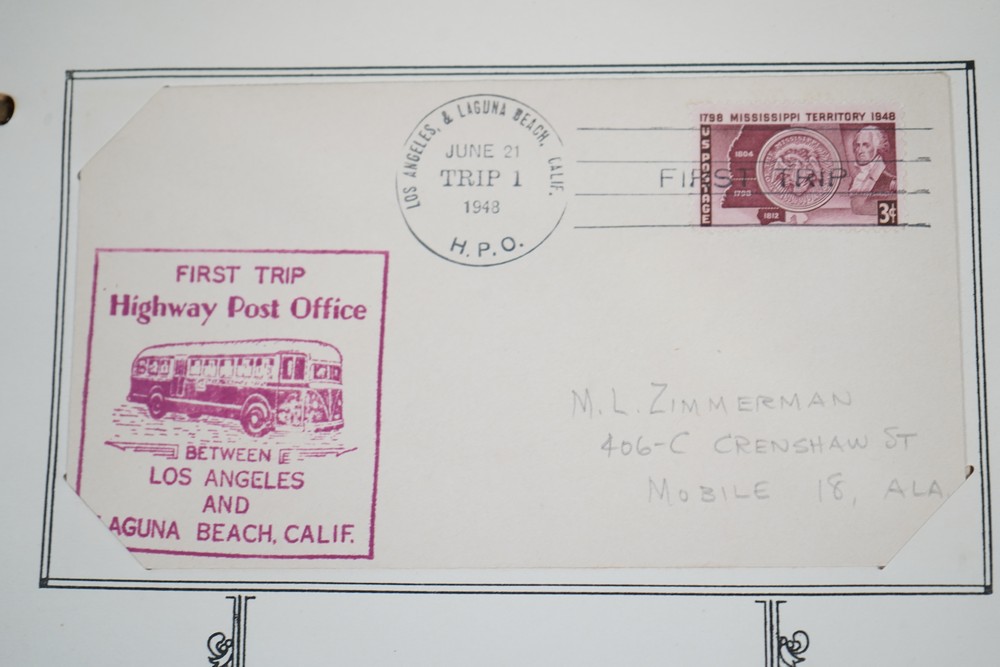 LOS ANGELES, & LAGUNA BEACH, CALIF.
JUNE 21
TRIP 1
1948
H.P.O.
FIRST TRIP
1798 MISSISSIPPI TERRITORY 1948
US POSTAGE
1804
1798
1812
3¢
FIRST TRIP
Highway Post Office
BETWEEN
LOS ANGELES
AND
LAGUNA BEACH, CALIF.
M. L. ZIMMERMAN
406-C CRENSHAW ST
MOBILE 18, ALA.